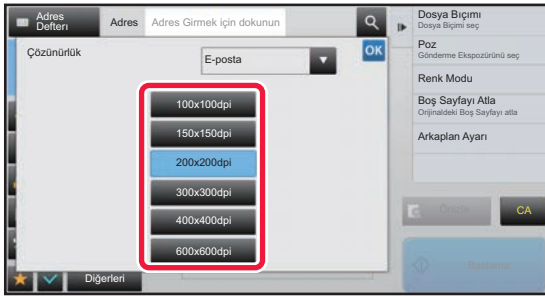 Adres
Defteri
Adres
Adres Girmek için dokunun
Çözünürlük
E-posta
OK
100x100dpi
150x150dpi
200x200dpi
300x300dpi
400x400dpi
600x600dpi
Diğerleri
Dosya Bıçımı
Dosya Biçimi seç
Poz
Gönderme Ekspozürünü seç
Renk Modu
Boş Sayfayı Atla
Orijinaldeki Boş Sayfayı atla
Arkaplan Ayarı
CA